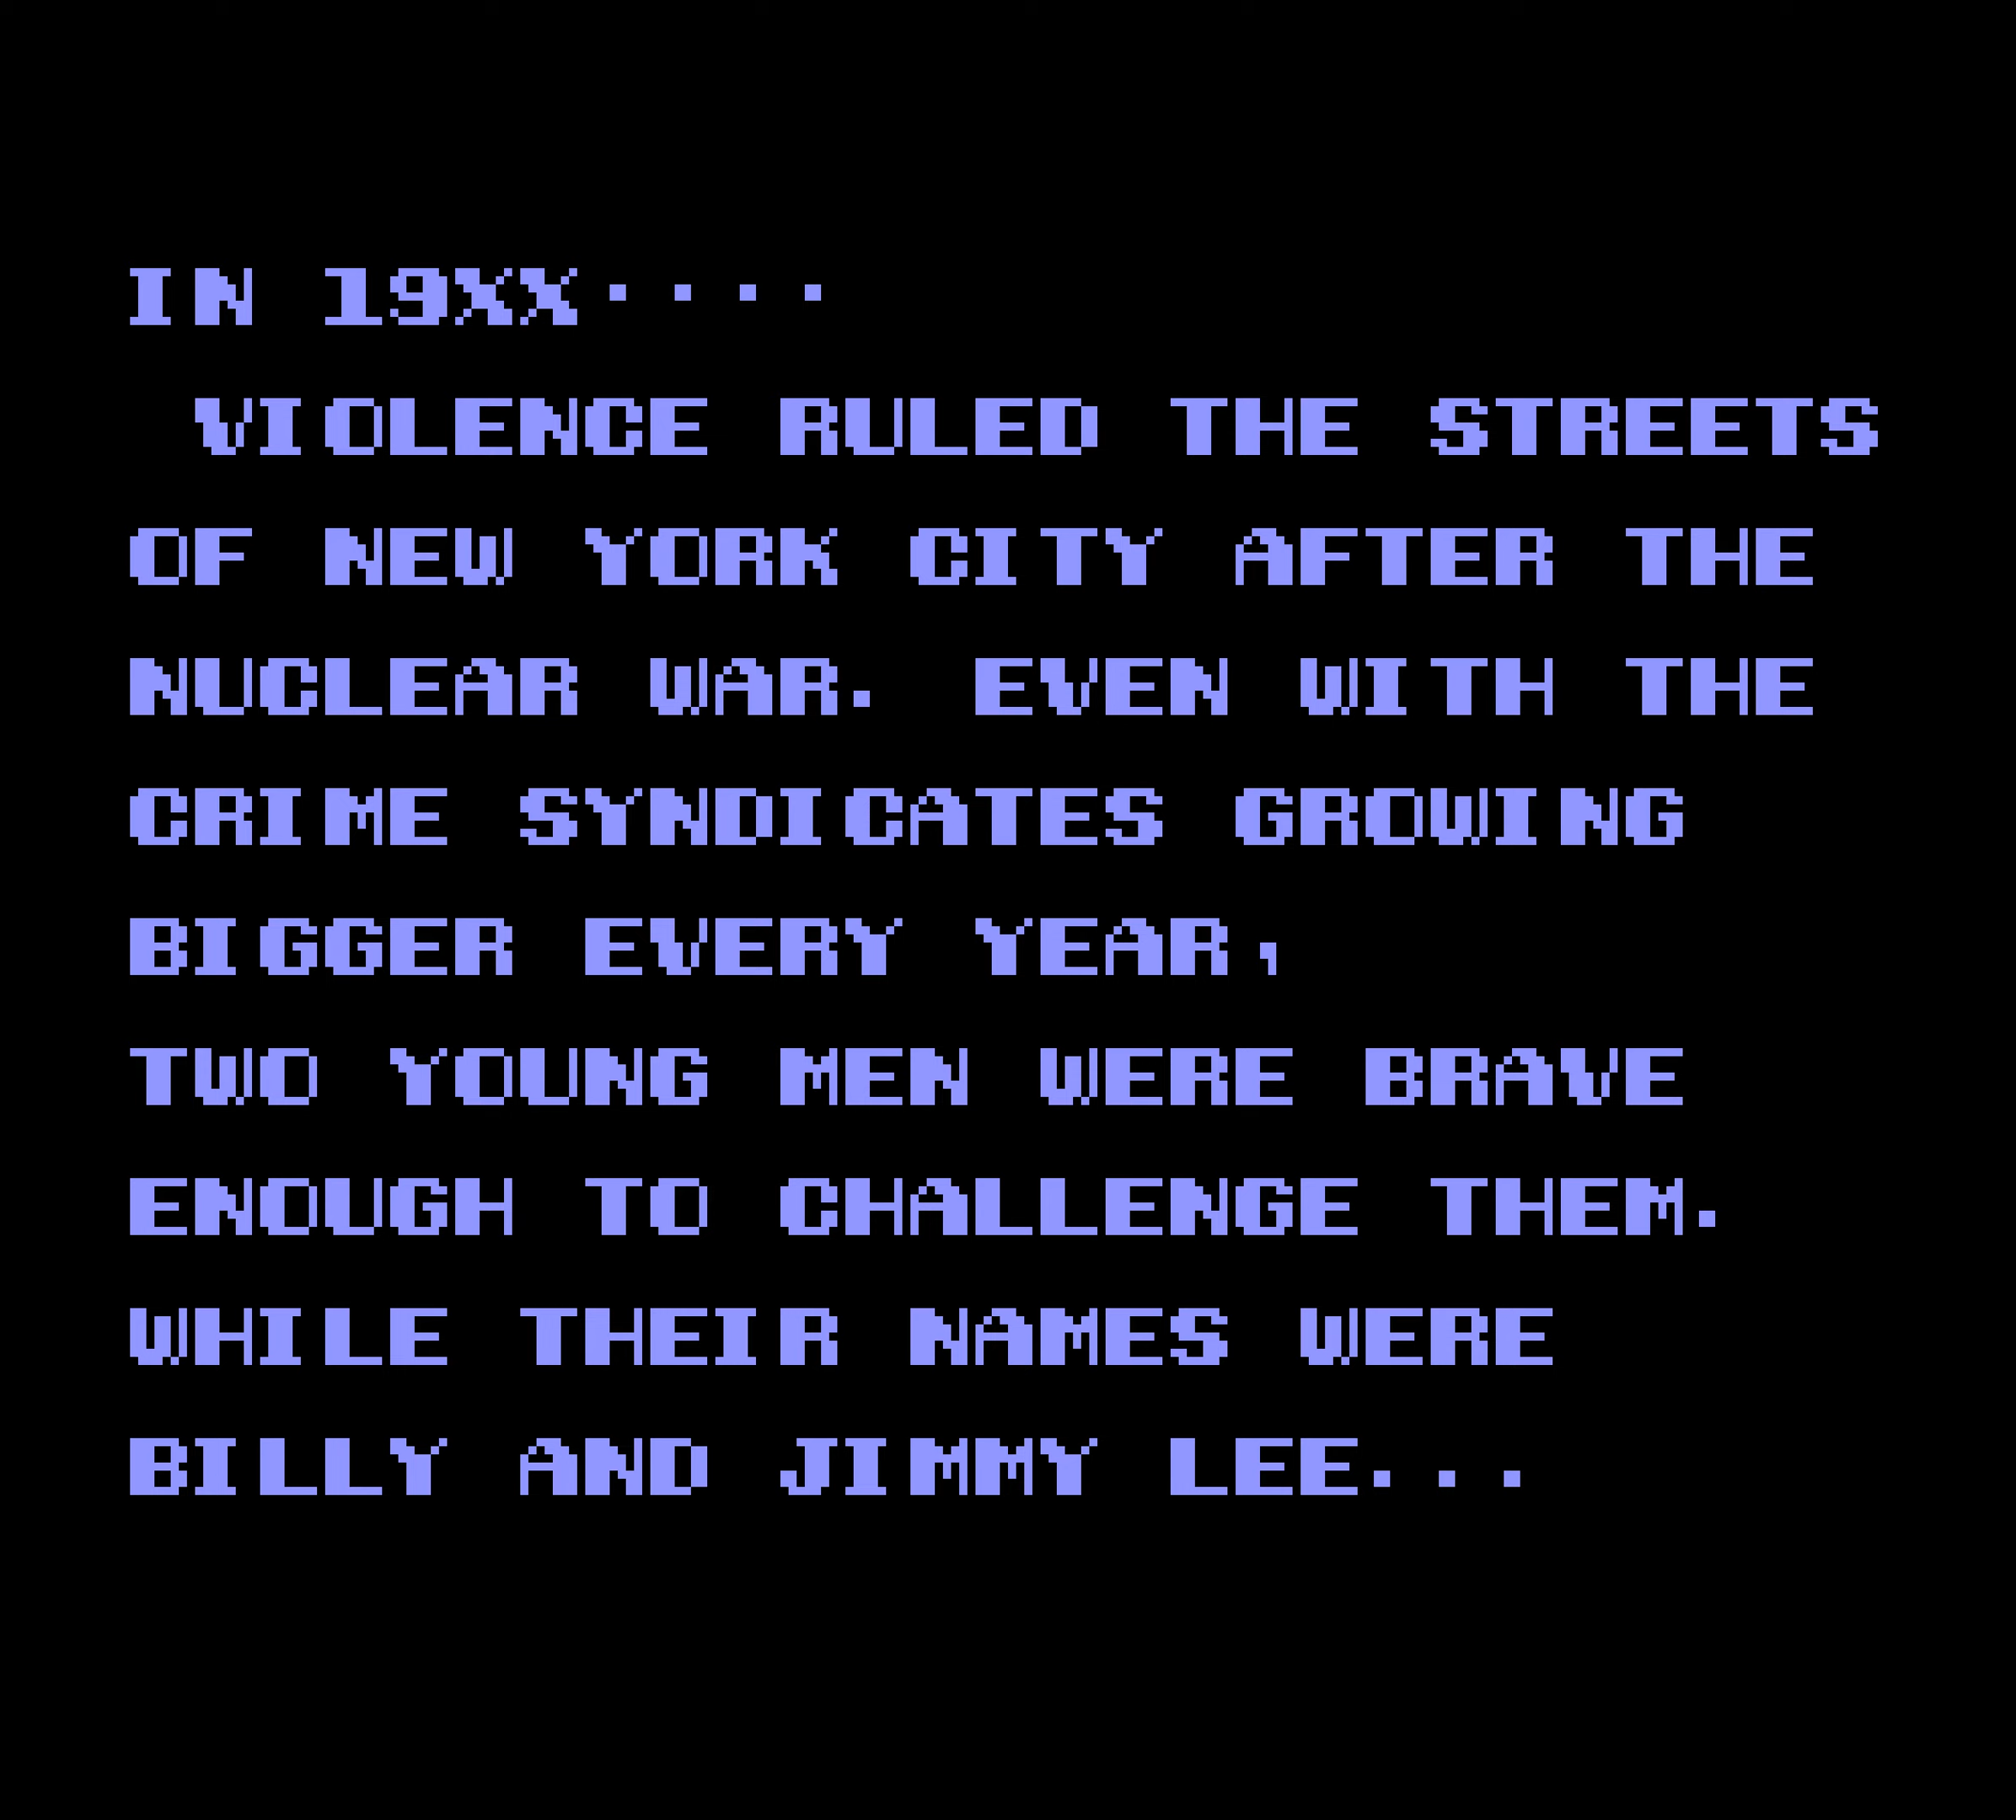 IN 19XX····
VIOLENCE RULED THE STREETS
OF NEW YORK CITY AFTER THE
NUCLEAR WAR. EVEN WITH THE
CRIME SYNDICATES GROWING
BIGGER EVERY YEAR,
TWO YOUNG MEN WERE BRAVE
ENOUGH TO CHALLENGE THEM.
WHILE THEIR NAMES WERE
BILLY AND JIMMY LEE...